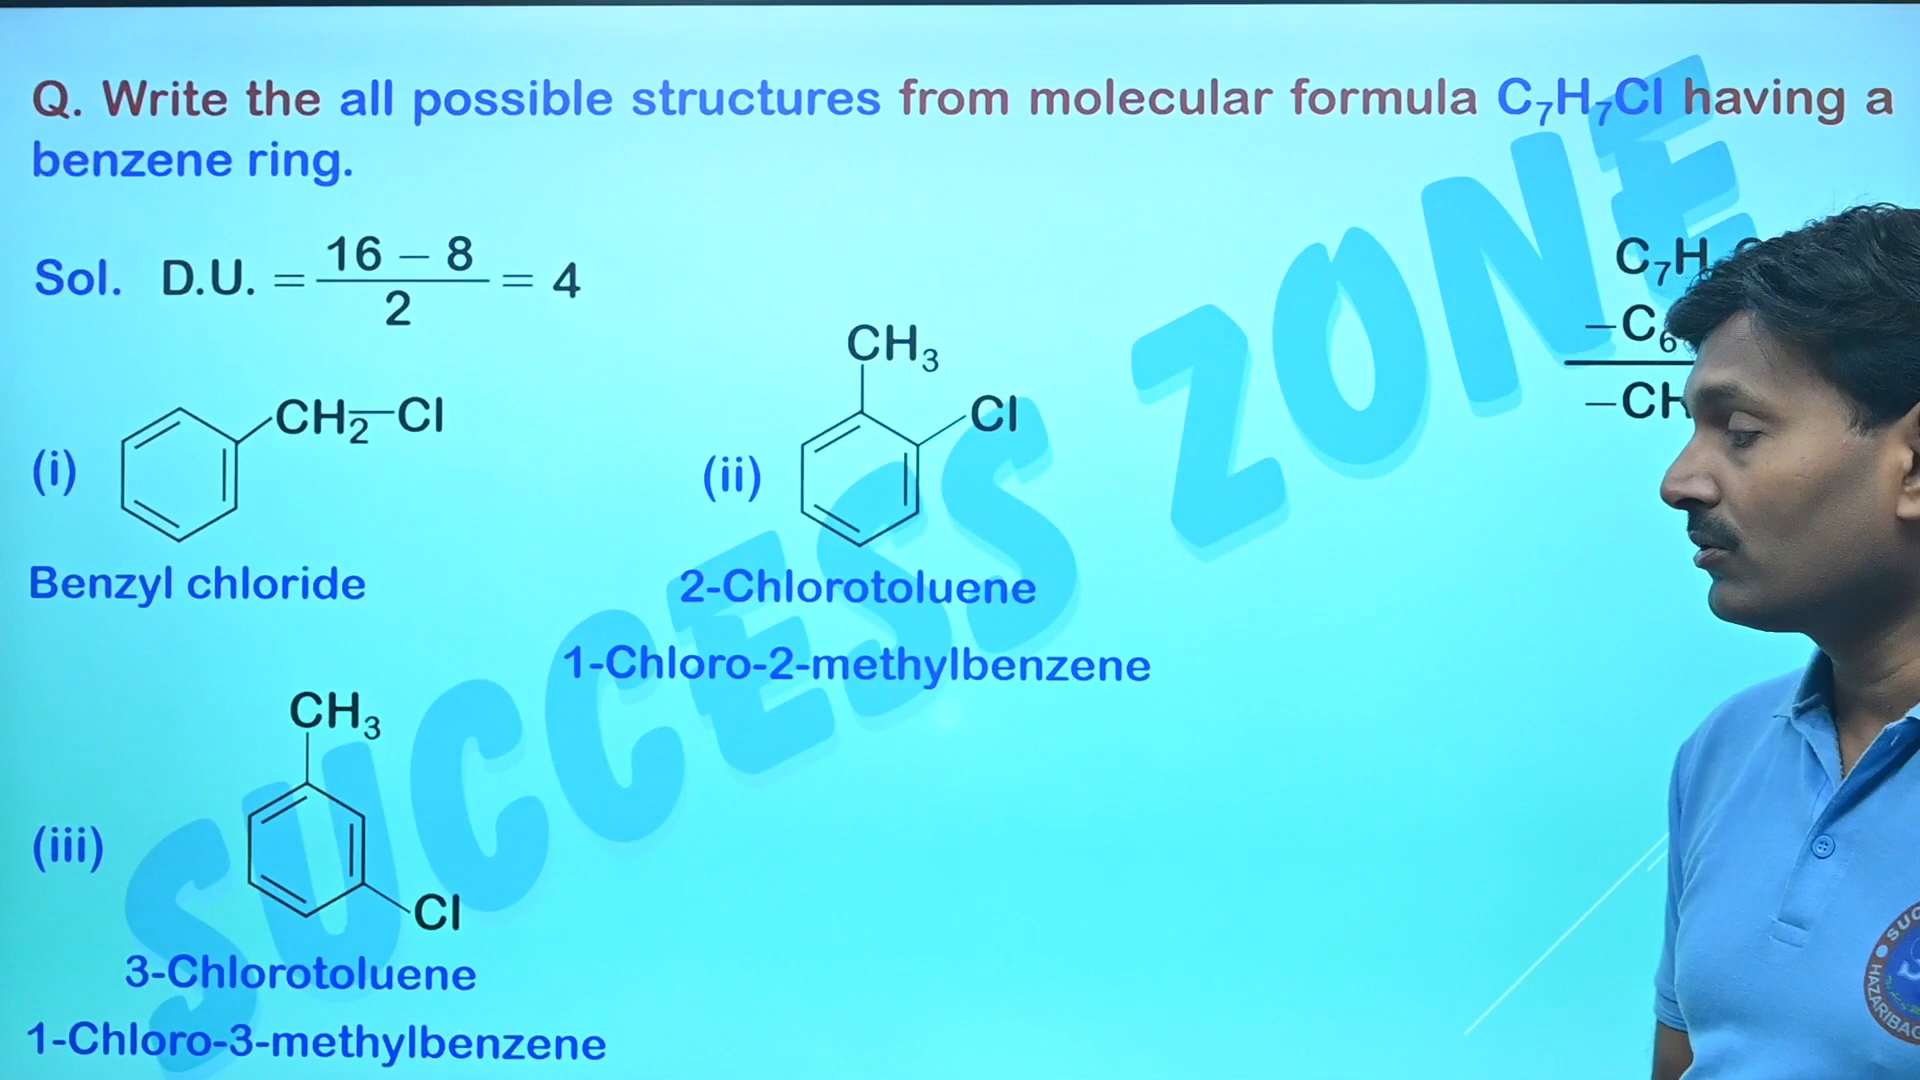 Q. Write the all possible structures from molecular formula C₇H₇Cl having a
benzene ring.
Sol. D.U. = 16 – 8 / 2 = 4
C₇H
–C₆
–CH
(i)
CH₂–Cl
Benzyl chloride
(ii)
CH₃
Cl
2-Chlorotoluene
1-Chloro-2-methylbenzene
(iii)
CH₃
Cl
3-Chlorotoluene
1-Chloro-3-methylbenzene
SUCCESS ZONE
SUC
HAZARIBAG